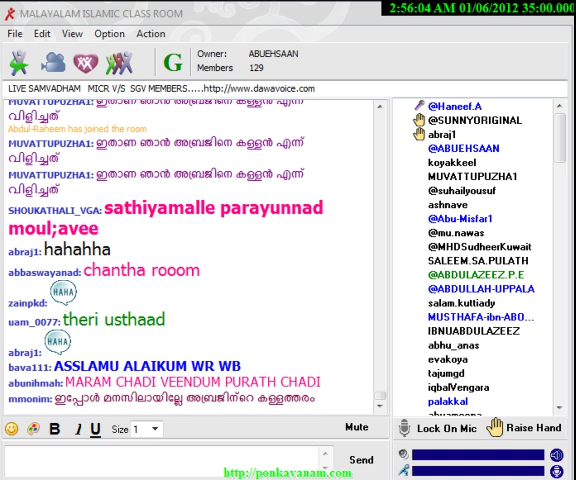 MALAYALAM ISLAMIC CLASS ROOM
2:56:04 AM 01/06/2012 35:00.000
File Edit View Option Action
G Owner: ABUEHSAAN
Members 129
LIVE SAMVADHAM MICR V/S SGV MEMBERS.....http://www.dawavoice.com
MUVATTUPUZHA1: ഇതാണ ഞാൻ അബ്രജിനെ കള്ളൻ എന്ന്
വിളിച്ചത്
Abdul-Raheem has joined the room
MUVATTUPUZHA1: ഇതാണ ഞാൻ അബ്രജിനെ കള്ളൻ എന്ന്
വിളിച്ചത്
MUVATTUPUZHA1: ഇതാണ ഞാൻ അബ്രജിനെ കള്ളൻ എന്ന്
വിളിച്ചത്
SHOUKATHALI_VGA: sathiyamalle parayunnad
moul;avee
abraj1: hahahha
abbaswayanad: chantha rooom
zainpkd: HAHA
uam_0077: theri usthaad
abraj1: HAHA
bava111: ASSLAMU ALAIKUM WR WB
abunihmah: MARAM CHADI VEENDUM PURATH CHADI
mmonim: ഇപ്പോൾ മനസിലായില്ലേ അബ്രജിന്റെ കള്ളത്തരം
@Haneef.A
@SUNNYORIGINAL
abraj1
@ABUEHSAAN
koyakkeel
MUVATTUPUZHA1
@suhailyousuf
ashnave
@Abu-Misfar1
@mu.nawas
@MHDSudheerKuwait
SALEEM.SA.PULATH
@ABDULAZEEZ.P.E
@ABDULLAH-UPPALA
salam.kuttiady
MUSTHAFA-ibn-ABO...
IBNUABDULAZEEZ
abhu_anas
evakoya
tajumgd
iqbalVengara
palakkal
abuameena
B I U Size 1 Mute
Lock On Mic Raise Hand
Send
http://ponkavanam.com